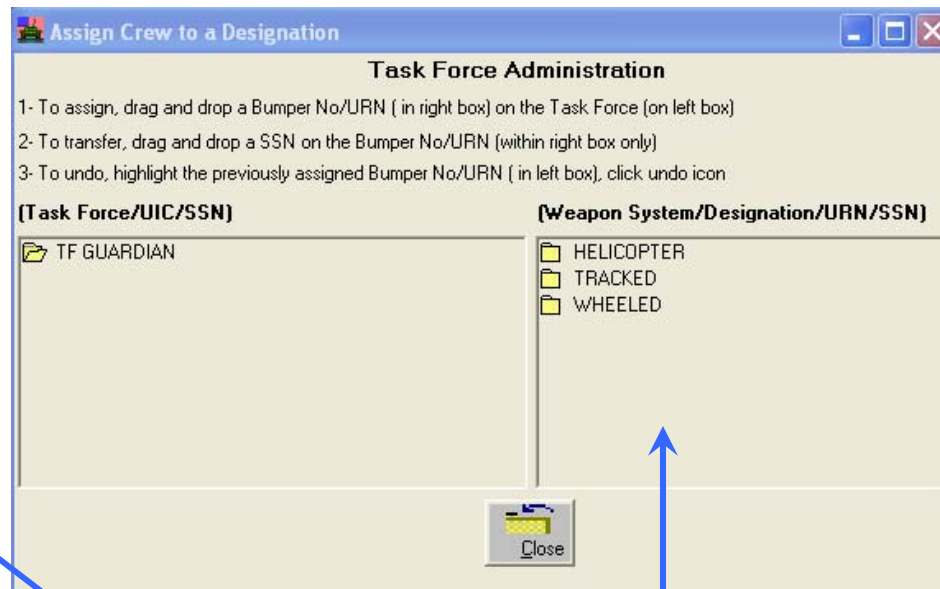 Assign Crew to a Designation
Task Force Administration
1- To assign, drag and drop a Bumper No/URN ( in right box) on the Task Force (on left box)
2- To transfer, drag and drop a SSN on the Bumper No/URN (within right box only)
3- To undo, highlight the previously assigned Bumper No/URN ( in left box), click undo icon
(Task Force/UIC/SSN)
(Weapon System/Designation/URN/SSN)
TF GUARDIAN
HELICOPTER
TRACKED
WHEELED
Close